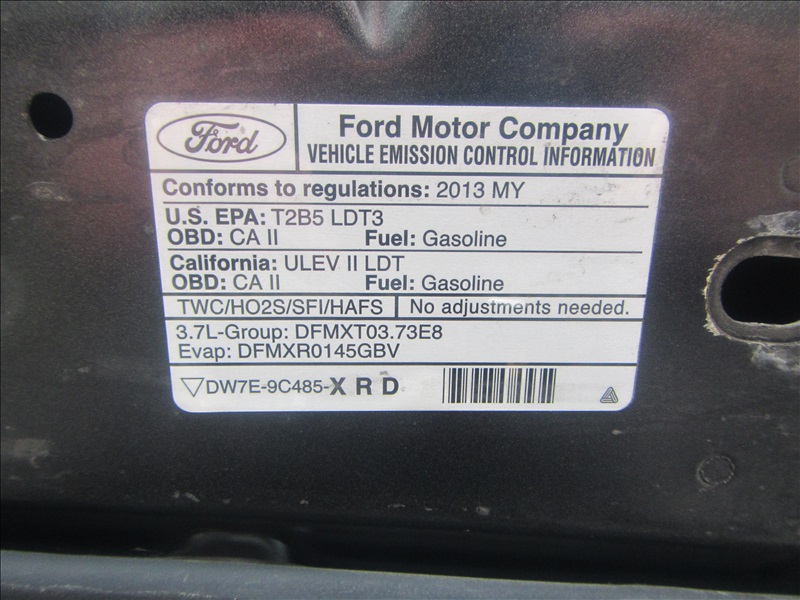 Ford
Ford Motor Company
VEHICLE EMISSION CONTROL INFORMATION
Conforms to regulations: 2013 MY
U.S. EPA: T2B5 LDT3
OBD: CA II Fuel: Gasoline
California: ULEV II LDT
OBD: CA II Fuel: Gasoline
TWC/HO2S/SFI/HAFS No adjustments needed.
3.7L-Group: DFMXT03.73E8
Evap: DFMXR0145GBV
DW7E-9C485-X R D